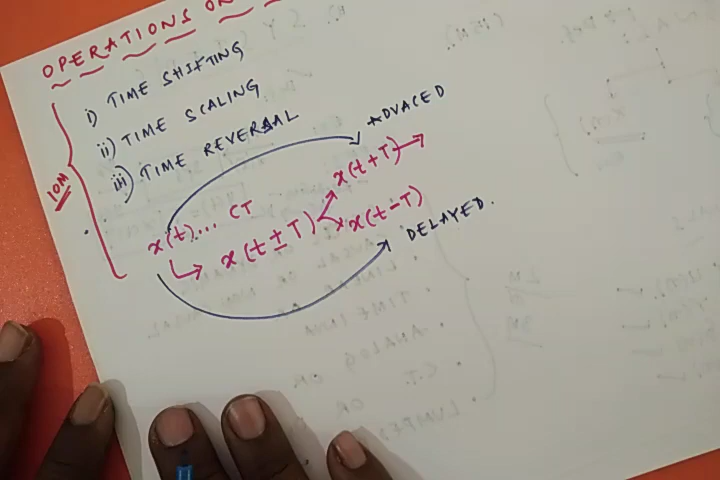 OPERATIONS ON
i) TIME SHIFTING
ii) TIME SCALING
iii) TIME REVERSAL
10M
x(t)... CT
x(t±T)
x(t+T)
ADVACED
x(t-T)
DELAYED.